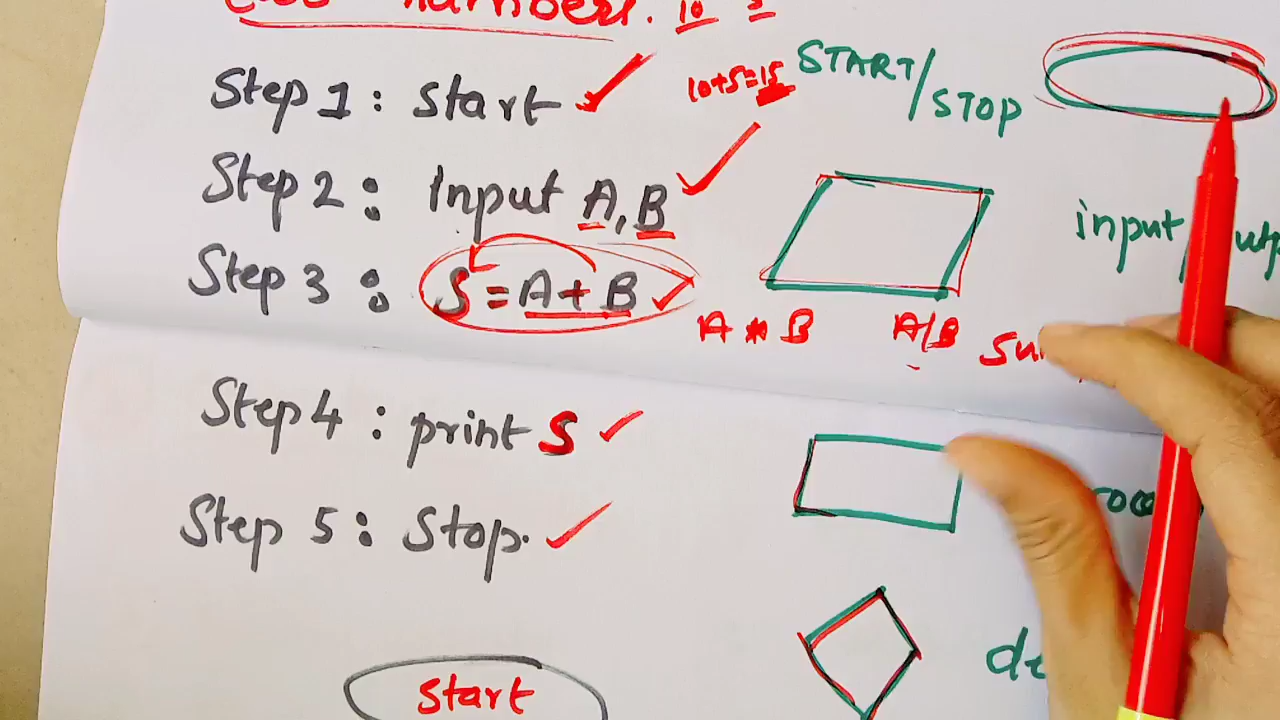 numbers. 10 5
Step 1 : Start
10+5=15
START/
STOP
Step 2 : Input A, B
input
Step 3 : S = A + B
A * B A/B
Step 4 : print S
Step 5 : Stop.
Start